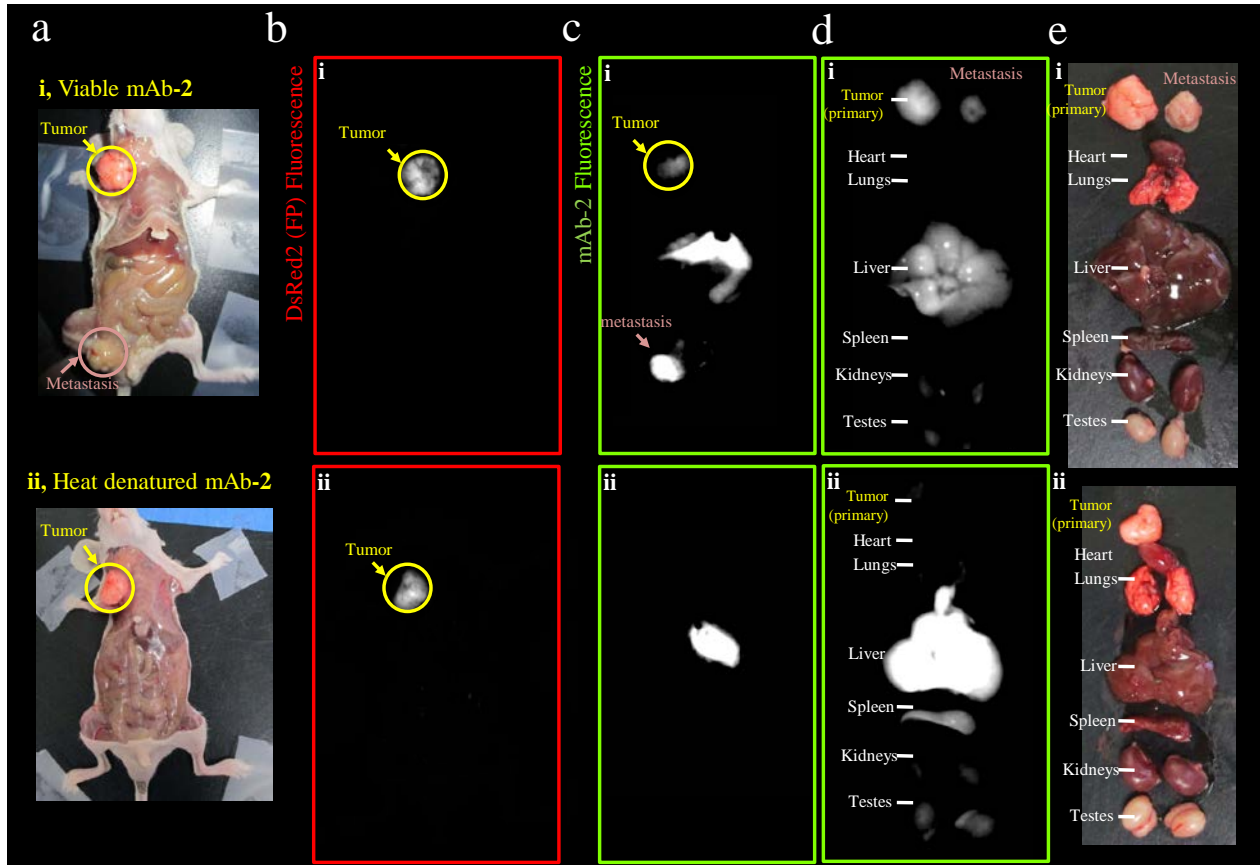 a
b
c
d
e
i, Viable mAb-2
Tumor
Metastasis
ii, Heat denatured mAb-2
Tumor
DsRed2 (FP) Fluorescence
i
Tumor
ii
Tumor
mAb-2 Fluorescence
i
Tumor
metastasis
ii
i
Metastasis
Tumor
(primary)
Heart
Lungs
Liver
Spleen
Kidneys
Testes
ii
Tumor
(primary)
Heart
Lungs
Liver
Spleen
Kidneys
Testes
i
Tumor
(primary)
Metastasis
Heart
Lungs
Liver
Spleen
Kidneys
Testes
ii
Tumor
(primary)
Heart
Lungs
Liver
Spleen
Kidneys
Testes